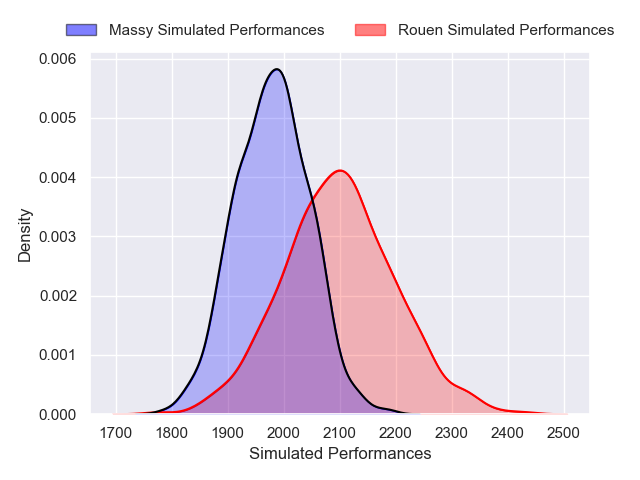 Massy Simulated Performances
Rouen Simulated Performances
0.006
0.005
0.004
0.003
0.002
0.001
0.000
Density
1700 1800 1900 2000 2100 2200 2300 2400 2500
Simulated Performances